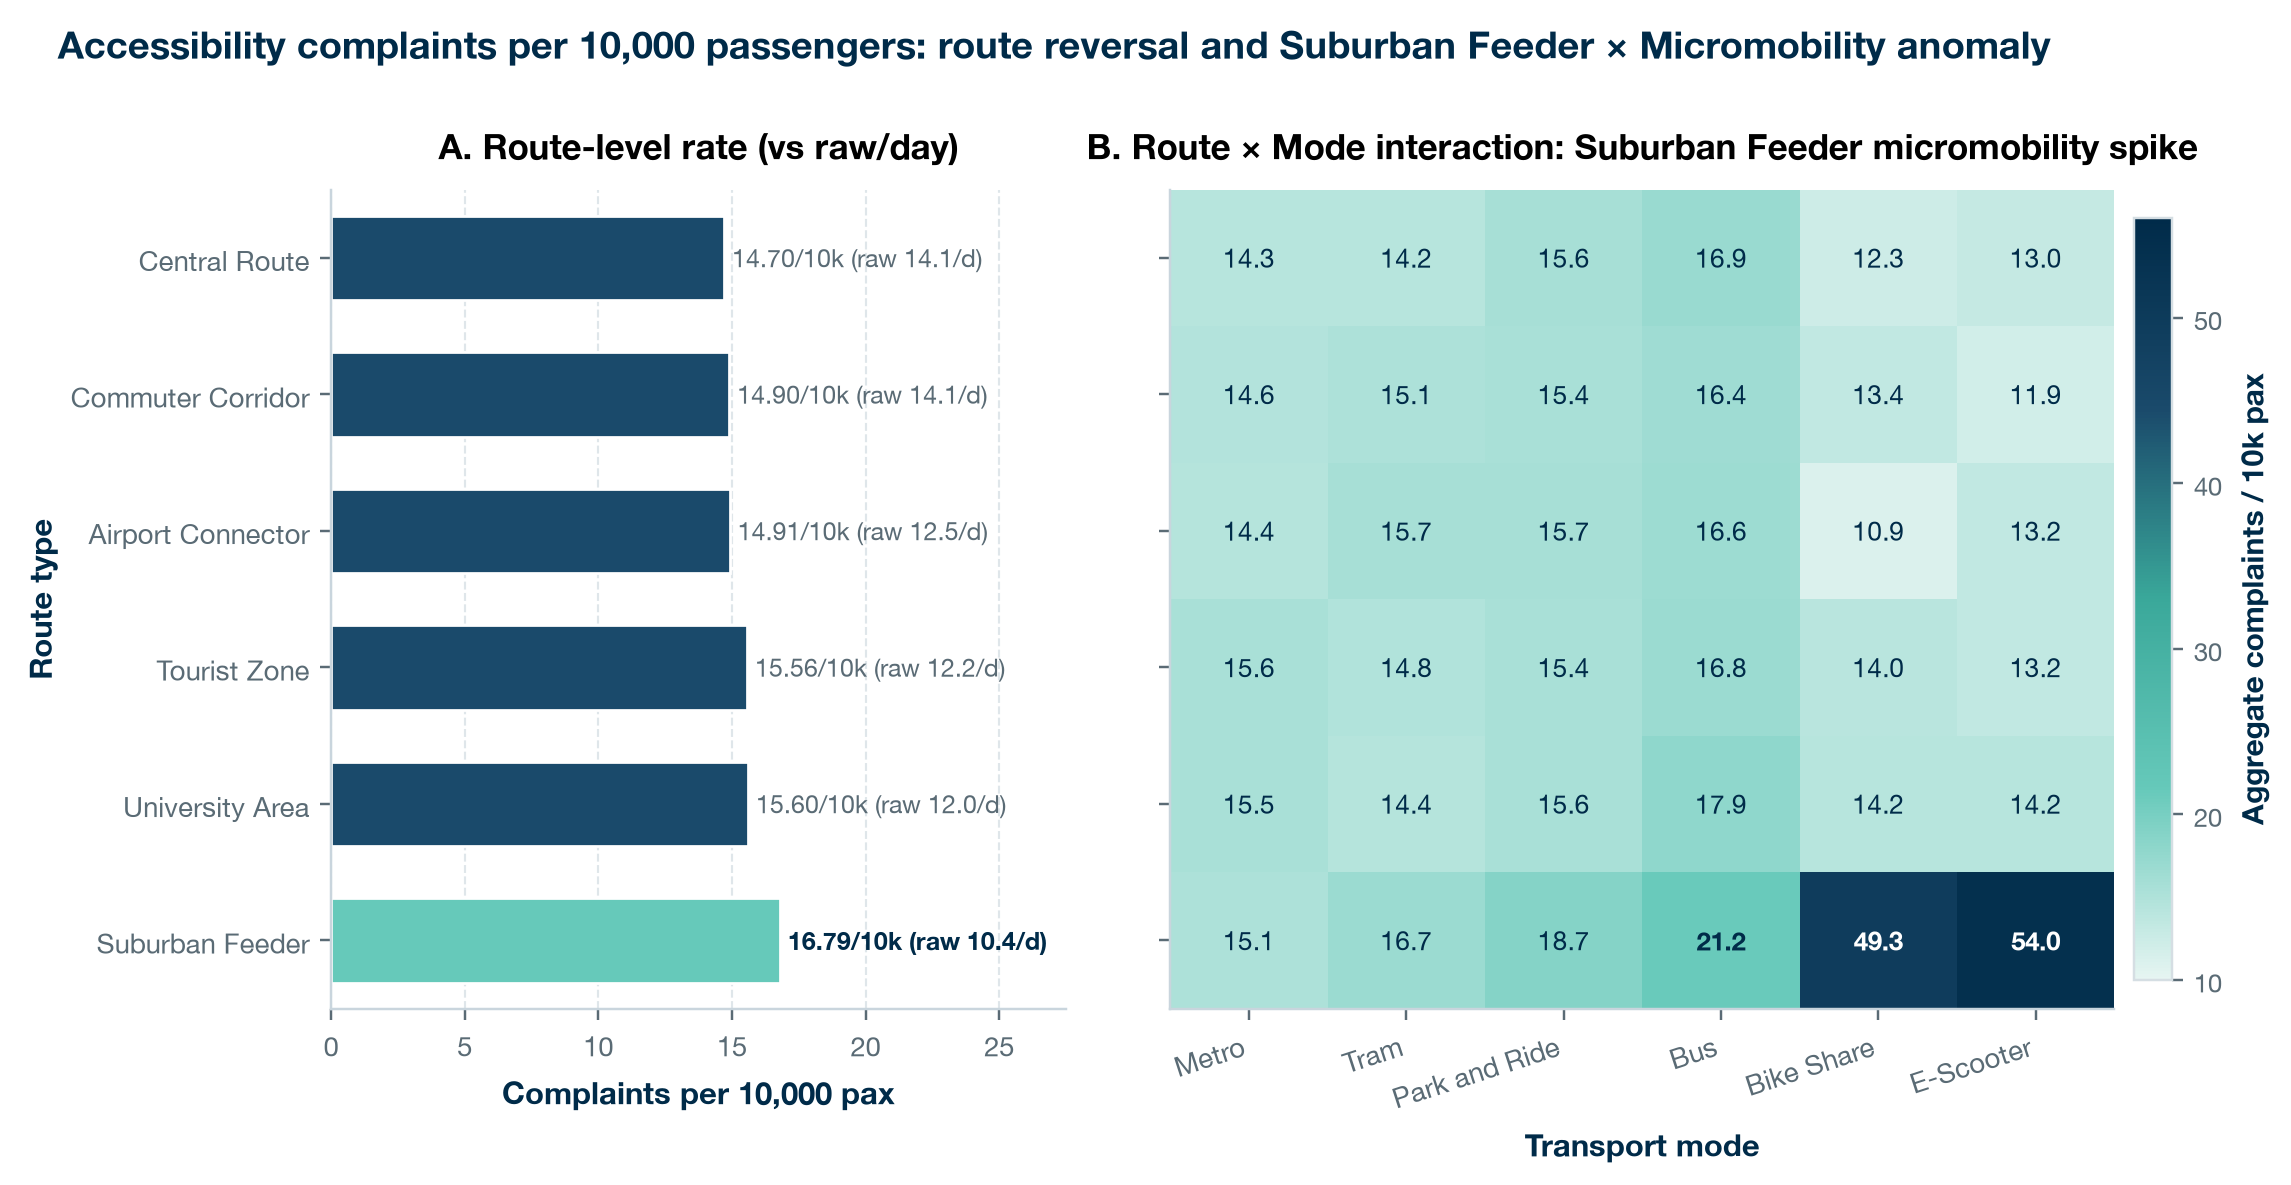 Accessibility complaints per 10,000 passengers: route reversal and Suburban Feeder × Micromobility anomaly
A. Route-level rate (vs raw/day)
Route type
Central Route
14.70/10k (raw 14.1/d)
Commuter Corridor
14.90/10k (raw 14.1/d)
Airport Connector
14.91/10k (raw 12.5/d)
Tourist Zone
15.56/10k (raw 12.2/d)
University Area
15.60/10k (raw 12.0/d)
Suburban Feeder
16.79/10k (raw 10.4/d)
0 5 10 15 20 25
Complaints per 10,000 pax
B. Route × Mode interaction: Suburban Feeder micromobility spike
14.3 14.2 15.6 16.9 12.3 13.0
14.6 15.1 15.4 16.4 13.4 11.9
14.4 15.7 15.7 16.6 10.9 13.2
15.6 14.8 15.4 16.8 14.0 13.2
15.5 14.4 15.6 17.9 14.2 14.2
15.1 16.7 18.7 21.2 49.3 54.0
Metro Tram Park and Ride Bus Bike Share E-Scooter
Transport mode
50
40
30
20
10
Aggregate complaints / 10k pax